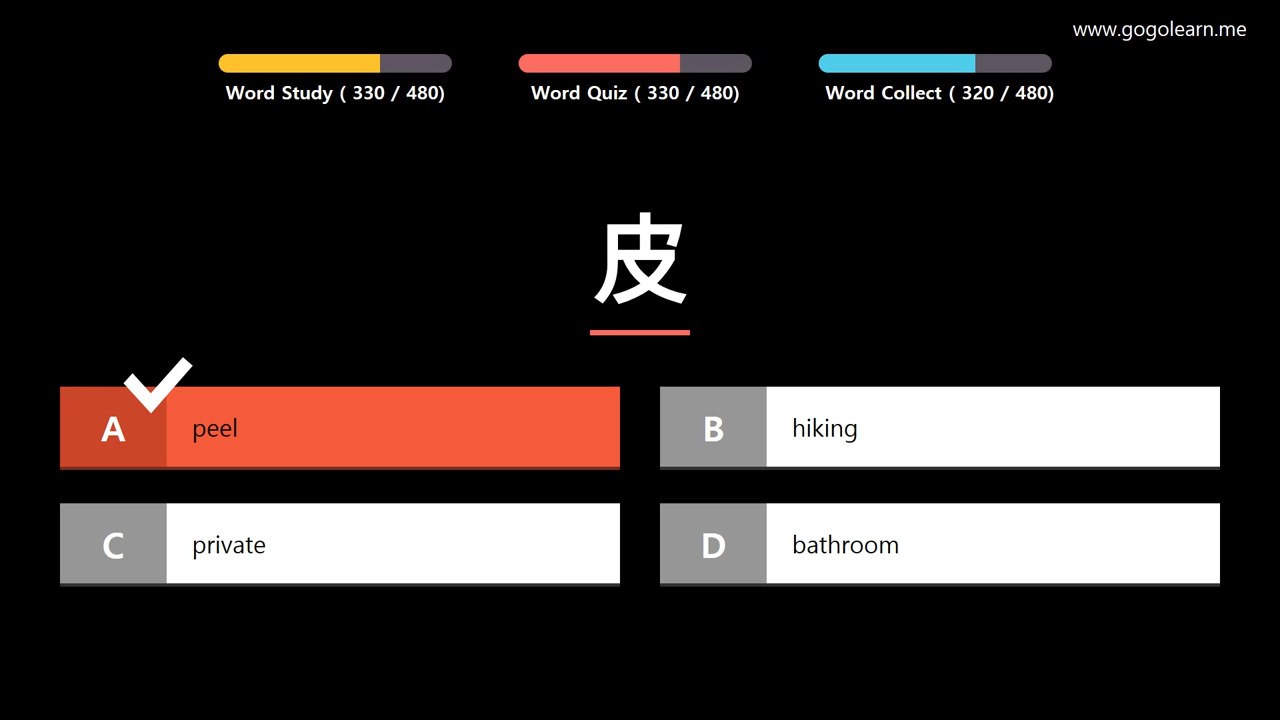 www.gogolearn.me
Word Study ( 330 / 480)
Word Quiz ( 330 / 480)
Word Collect ( 320 / 480)
皮
A peel
B hiking
C private
D bathroom